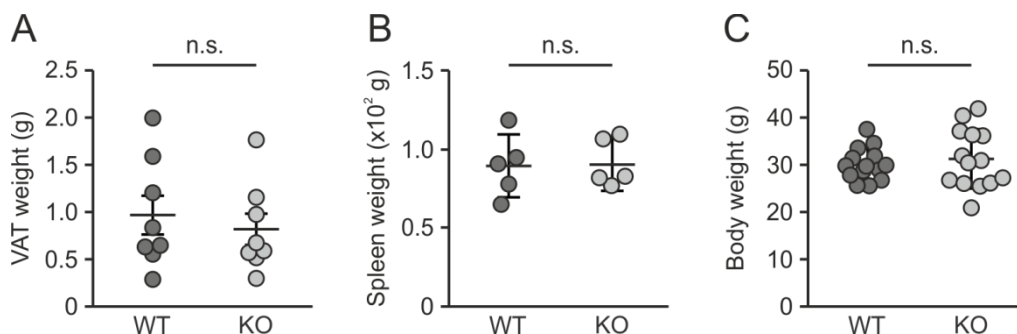 A
n.s.
VAT weight (g)
2.5
2.0
1.5
1.0
0.5
0
WT
KO
B
n.s.
Spleen weight (x10² g)
1.5
1.0
0.5
0
WT
KO
C
n.s.
Body weight (g)
50
40
30
20
10
0
WT
KO